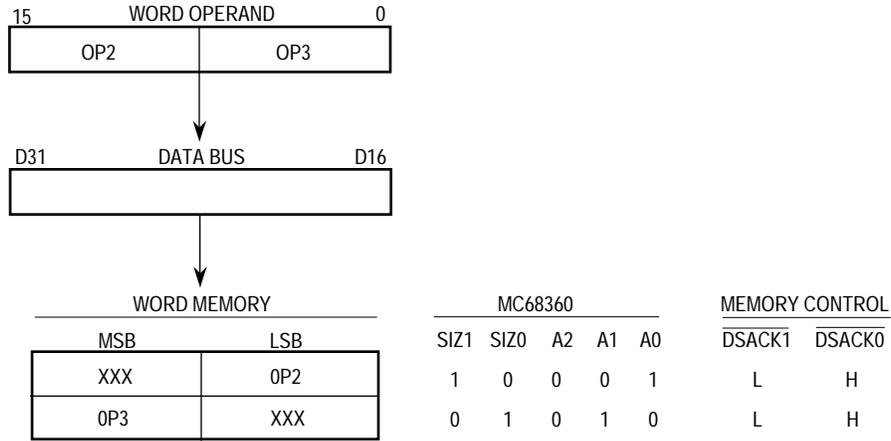 15 WORD OPERAND 0
OP2 OP3
D31 DATA BUS D16
WORD MEMORY MC68360 MEMORY CONTROL
MSB LSB SIZ1 SIZ0 A2 A1 A0 DSACK1 DSACK0
XXX 0P2 1 0 0 0 1 L H
0P3 XXX 0 1 0 1 0 L H